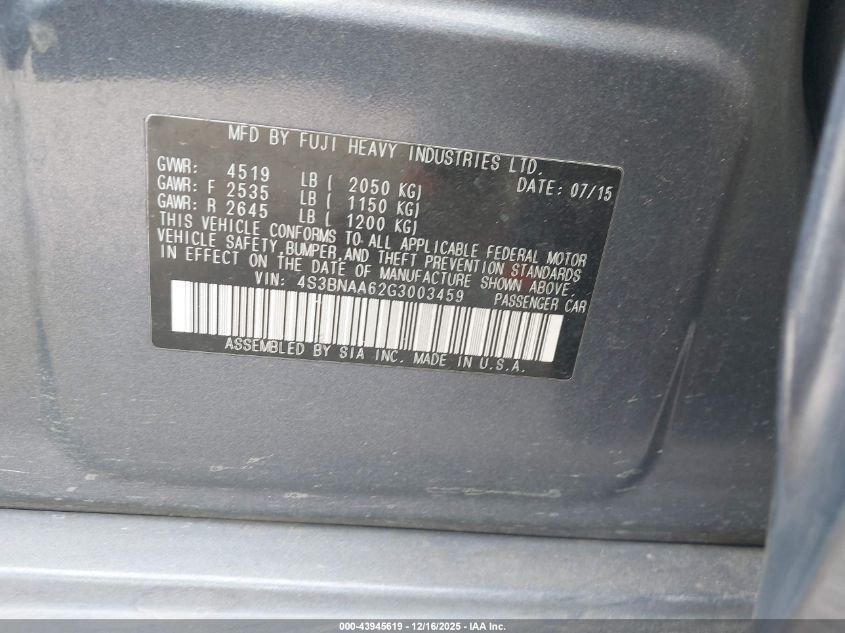 MFD BY FUJI HEAVY INDUSTRIES LTD.
GVWR: 4519 LB ( 2050 KG) DATE: 07/15
GAWR: F 2535 LB ( 1150 KG)
GAWR: R 2645 LB ( 1200 KG)
THIS VEHICLE CONFORMS TO ALL APPLICABLE FEDERAL MOTOR
VEHICLE SAFETY, BUMPER, AND THEFT PREVENTION STANDARDS
IN EFFECT ON THE DATE OF MANUFACTURE SHOWN ABOVE.
VIN: 4S3BNAA62G3003459 PASSENGER CAR
ASSEMBLED BY SIA INC. MADE IN U.S.A.
000-43945619 - 12/16/2025 - IAA Inc.